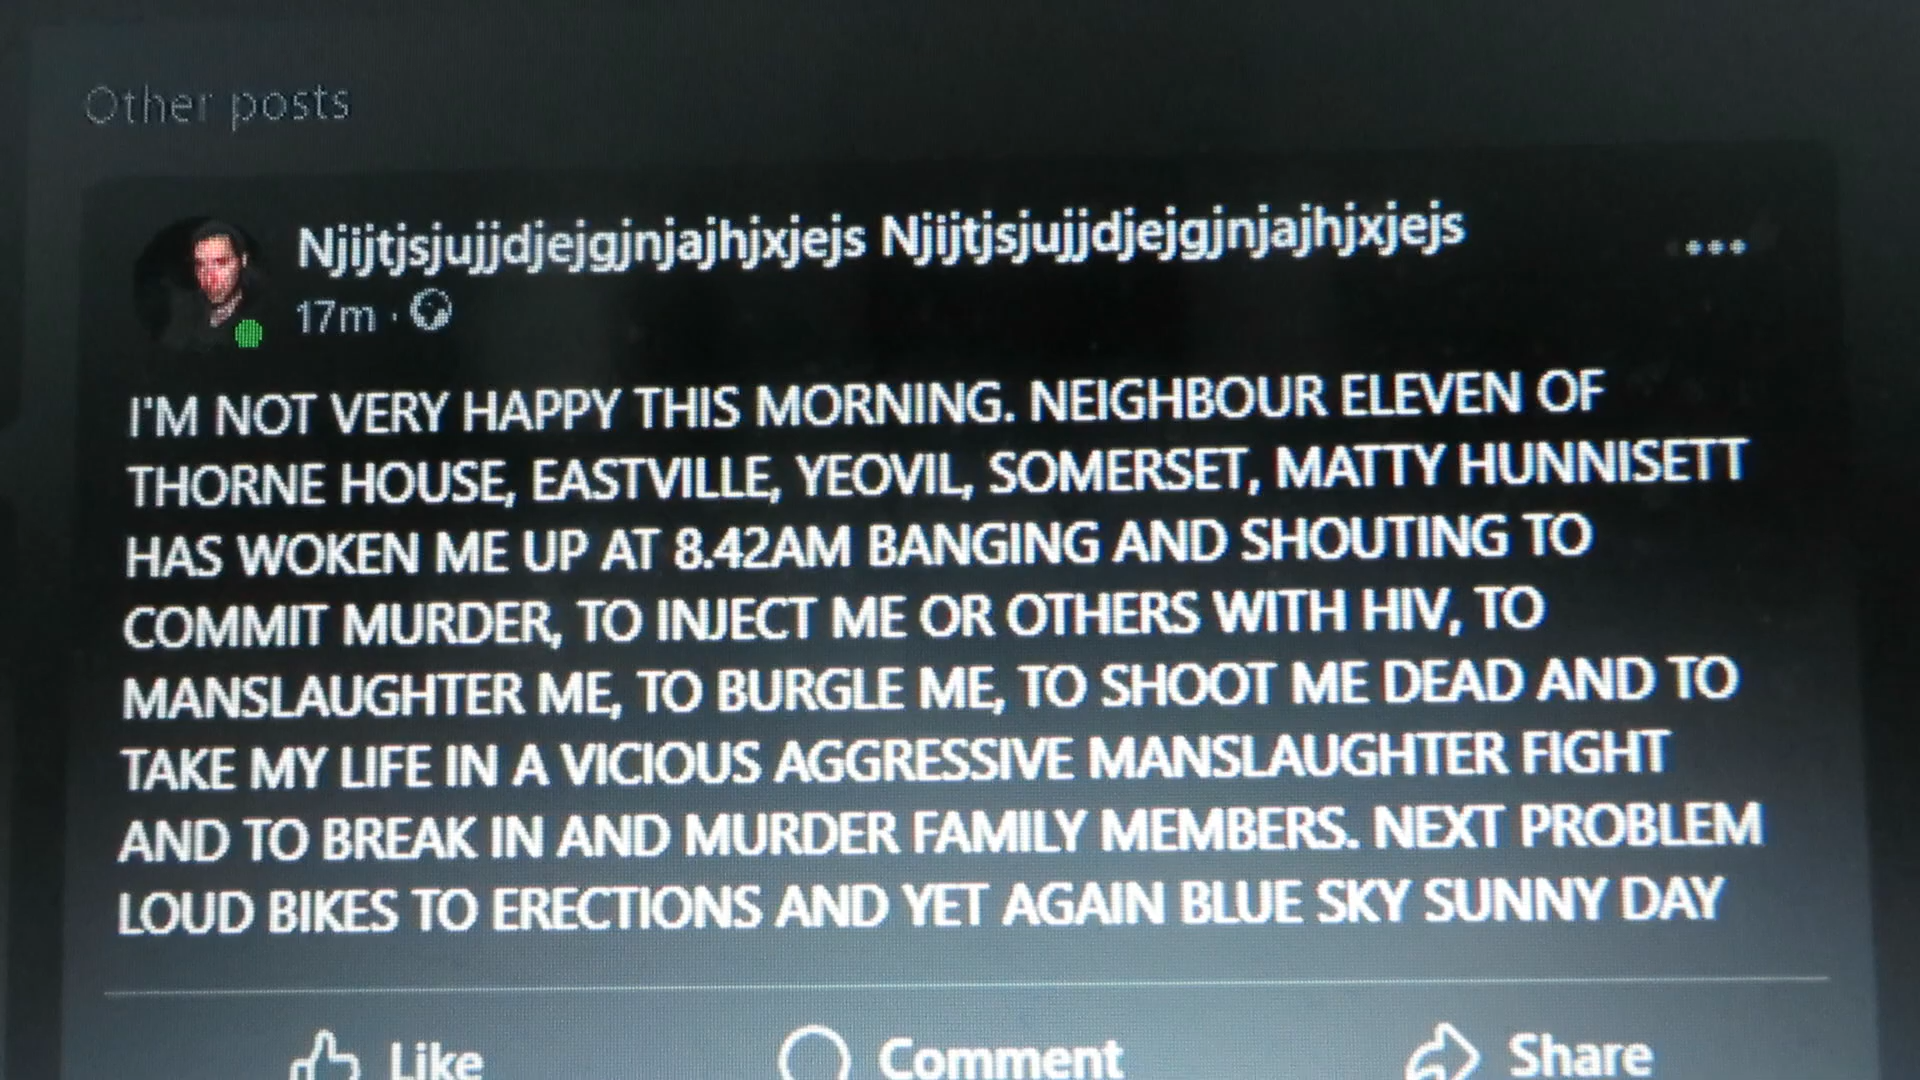 Other posts
Njijtjsjujjdjejgjnjajhjxjejs Njijtjsjujjdjejgjnjajhjxjejs
17m ·
I'M NOT VERY HAPPY THIS MORNING. NEIGHBOUR ELEVEN OF
THORNE HOUSE, EASTVILLE, YEOVIL, SOMERSET, MATTY HUNNISETT
HAS WOKEN ME UP AT 8.42AM BANGING AND SHOUTING TO
COMMIT MURDER, TO INJECT ME OR OTHERS WITH HIV, TO
MANSLAUGHTER ME, TO BURGLE ME, TO SHOOT ME DEAD AND TO
TAKE MY LIFE IN A VICIOUS AGGRESSIVE MANSLAUGHTER FIGHT
AND TO BREAK IN AND MURDER FAMILY MEMBERS. NEXT PROBLEM
LOUD BIKES TO ERECTIONS AND YET AGAIN BLUE SKY SUNNY DAY
Like Comment Share